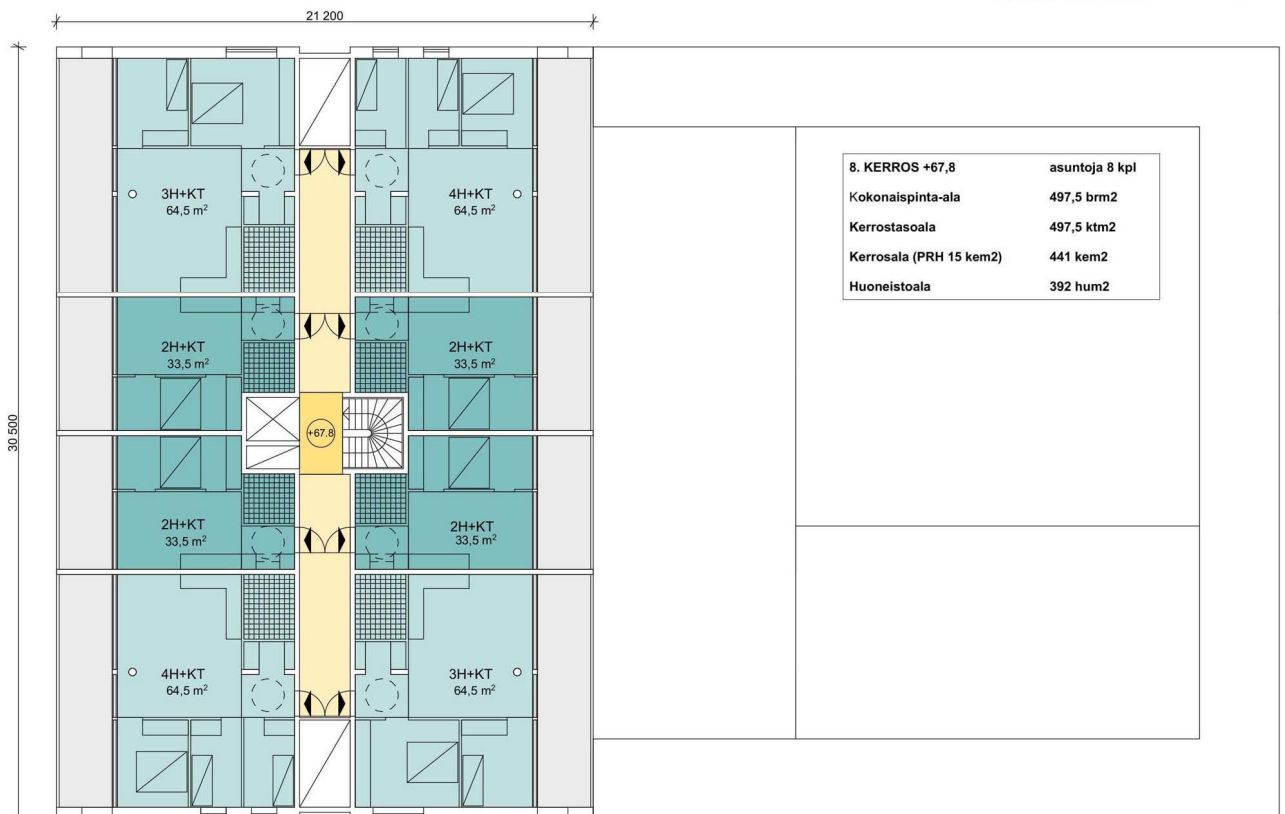 21 200
8. KERROS +67,8 asuntoja 8 kpl
Kokonaispinta-ala 497,5 brm2
Kerrostasoala 497,5 ktm2
Kerrosala (PRH 15 kem2) 441 kem2
Huoneistoala 392 hum2
3H+KT
64,5 m²
4H+KT
64,5 m²
2H+KT
33,5 m²
2H+KT
33,5 m²
30 500
+67.8
2H+KT
33,5 m²
2H+KT
33,5 m²
4H+KT
64,5 m²
3H+KT
64,5 m²